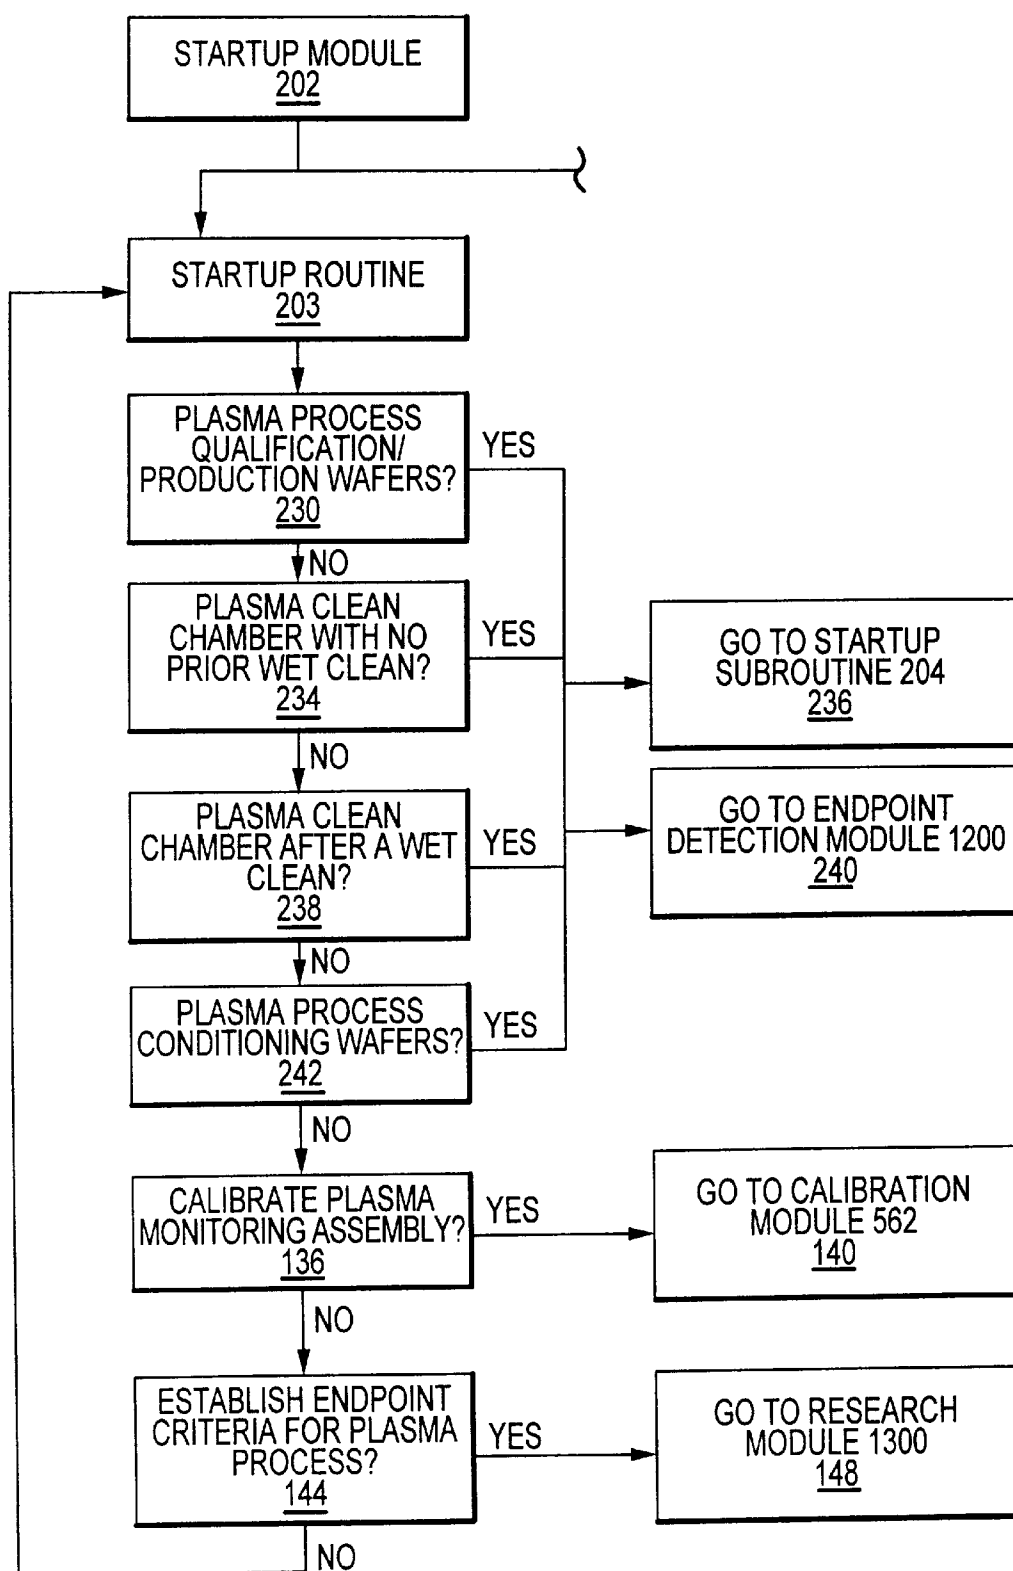 STARTUP MODULE
202
STARTUP ROUTINE
203
PLASMA PROCESS
QUALIFICATION/
PRODUCTION WAFERS?
230
YES
NO
PLASMA CLEAN
CHAMBER WITH NO
PRIOR WET CLEAN?
234
YES
GO TO STARTUP
SUBROUTINE 204
236
NO
PLASMA CLEAN
CHAMBER AFTER A WET
CLEAN?
238
YES
GO TO ENDPOINT
DETECTION MODULE 1200
240
NO
PLASMA PROCESS
CONDITIONING WAFERS?
242
YES
NO
CALIBRATE PLASMA
MONITORING ASSEMBLY?
136
YES
GO TO CALIBRATION
MODULE 562
140
NO
ESTABLISH ENDPOINT
CRITERIA FOR PLASMA
PROCESS?
144
YES
GO TO RESEARCH
MODULE 1300
148
NO